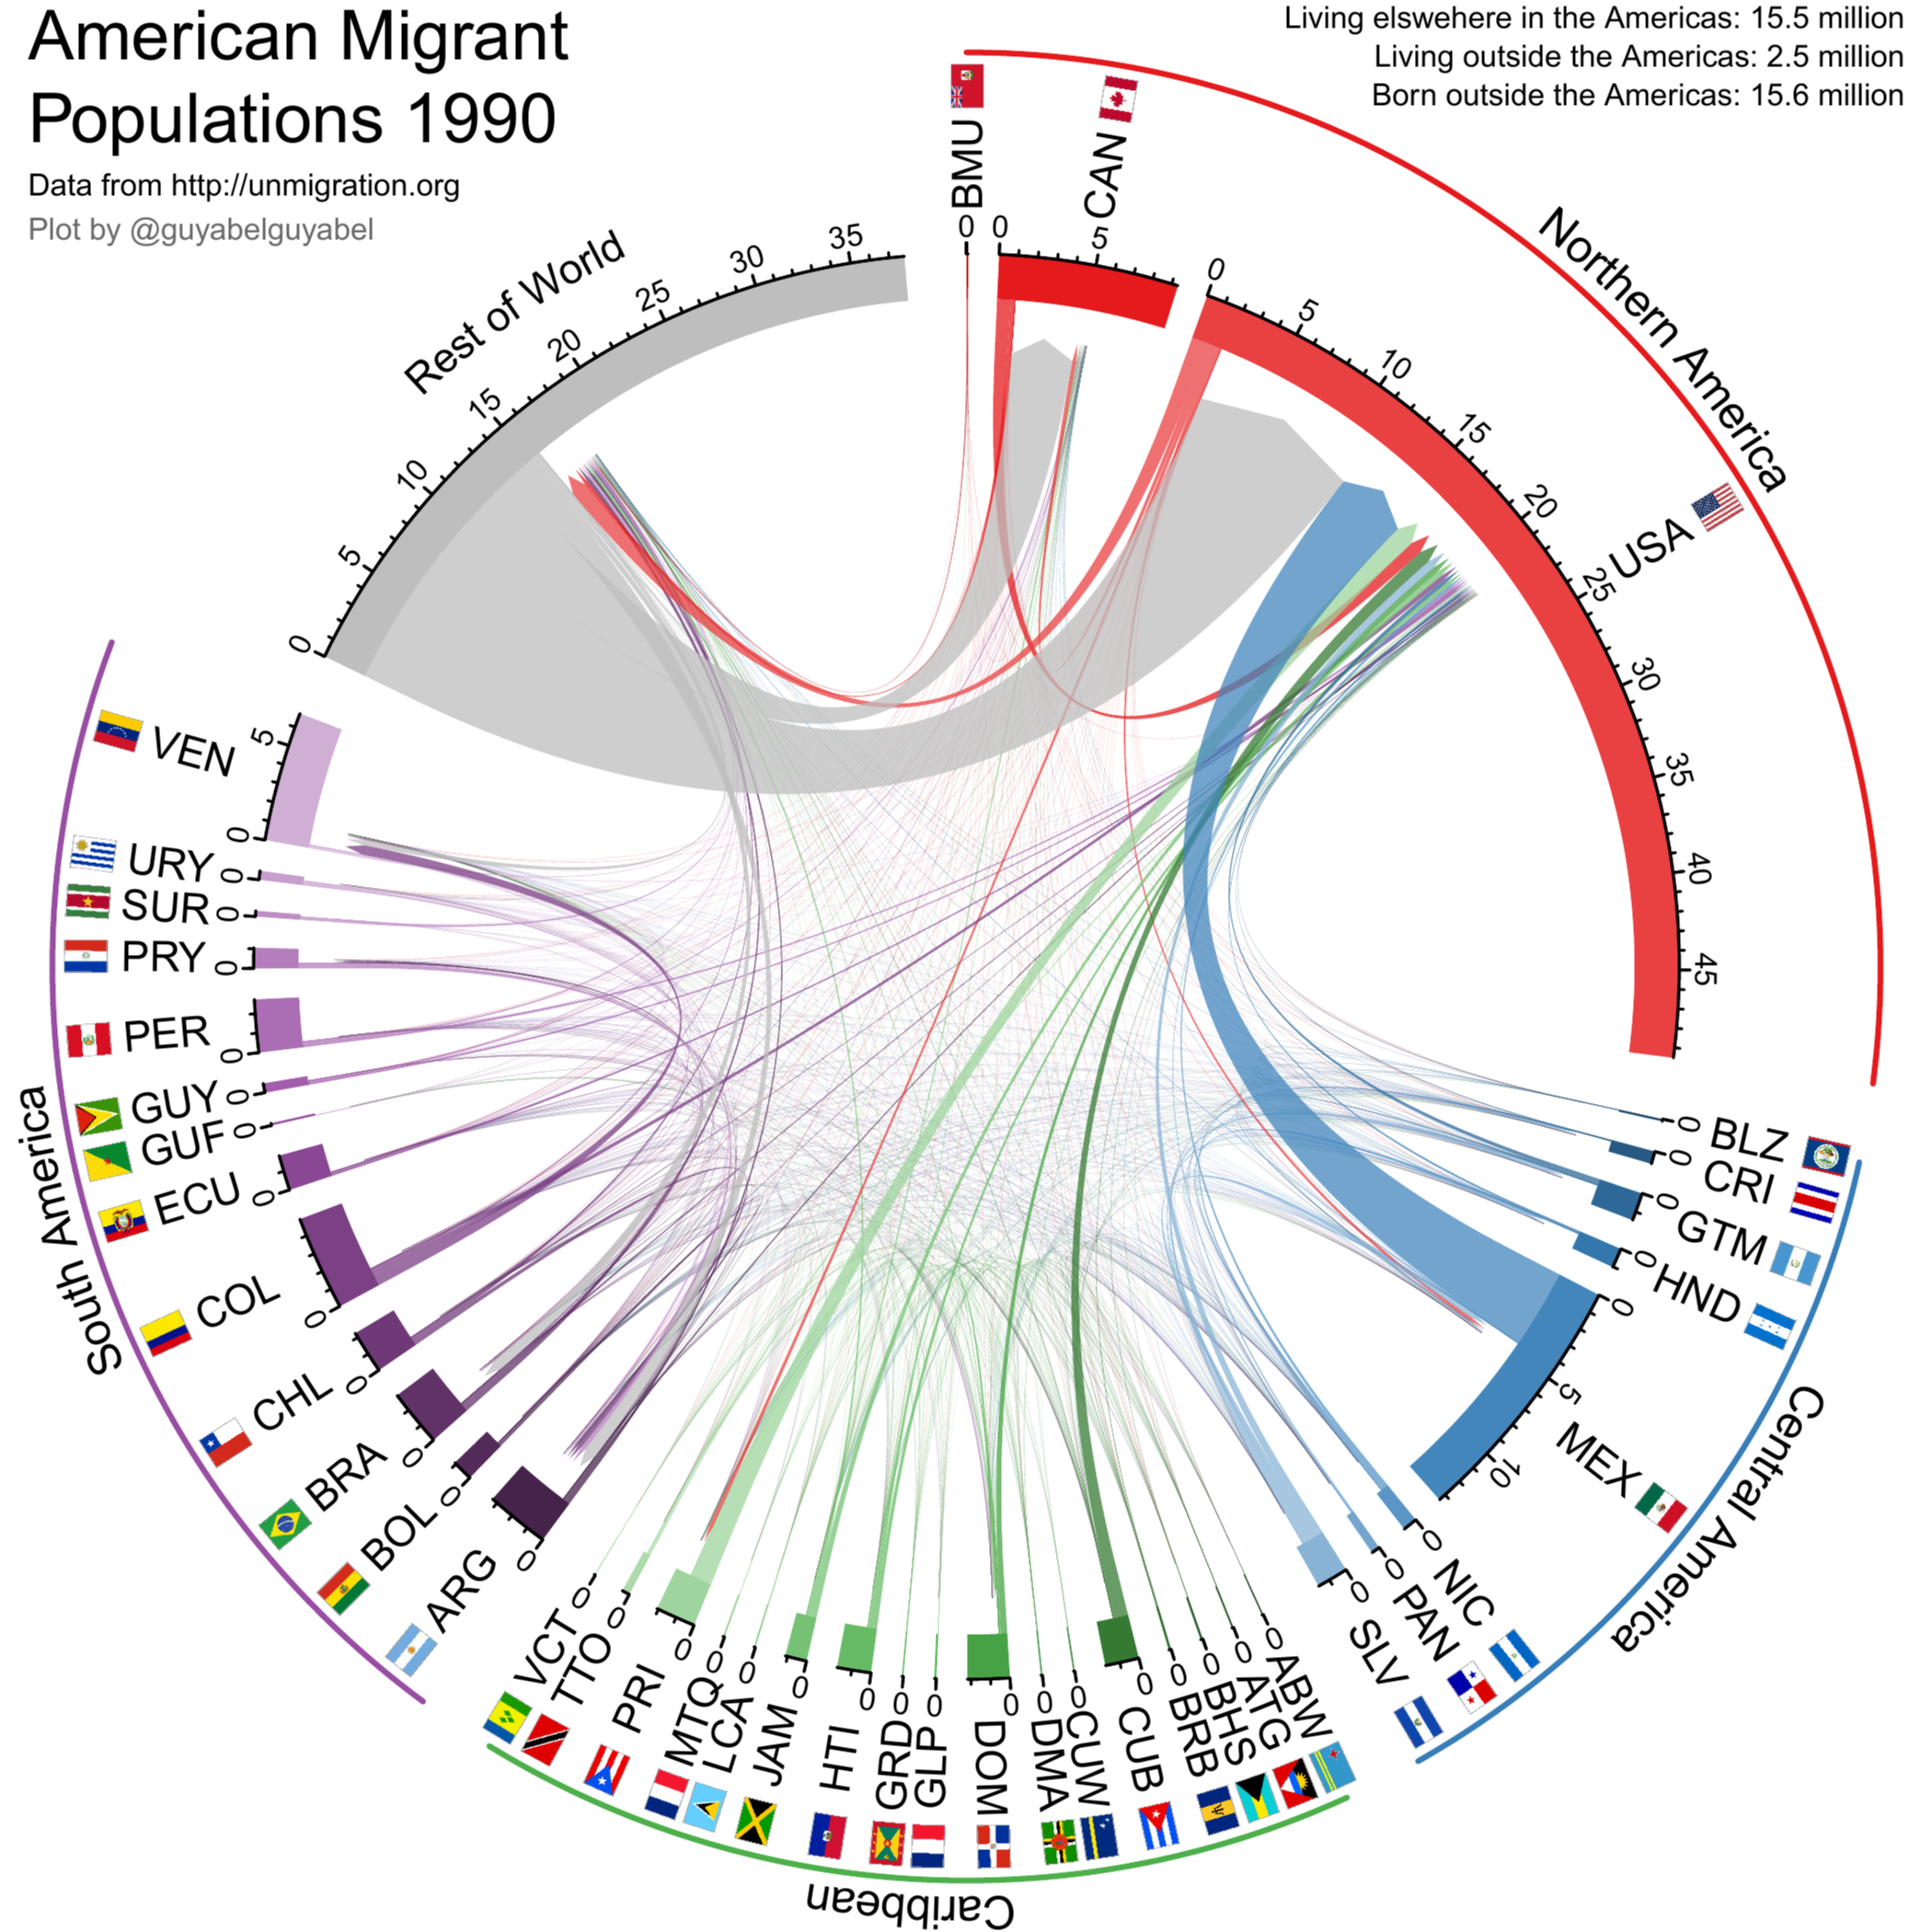 American Migrant
Populations 1990
Data from http://unmigration.org
Plot by @guyabelguyabel
Living elswehere in the Americas: 15.5 million
Living outside the Americas: 2.5 million
Born outside the Americas: 15.6 million
BMU
0
CAN
0 5
Northern America
USA
0 5 10 15 20 25 30 35 40 45
BLZ
0
CRI
0
GTM
0
HND
0
Central America
MEX
0 5 10
NIC
0
PAN
0
SLV
0
ABW
0
ATG
0
BHS
0
BRB
0
CUB
0
CUW
0
DMA
0
DOM
0
GLP
0
GRD
0
HTI
0
JAM
0
LCA
0
MTQ
0
PRI
0
TTO
0
VCT
0
Caribbean
ARG
0
BOL
0
BRA
0
CHL
0
COL
0
South America
ECU
0
GUF
0
GUY
0
PER
0
PRY
0
SUR
0
URY
0
VEN
0 5
Rest of World
0 5 10 15 20 25 30 35